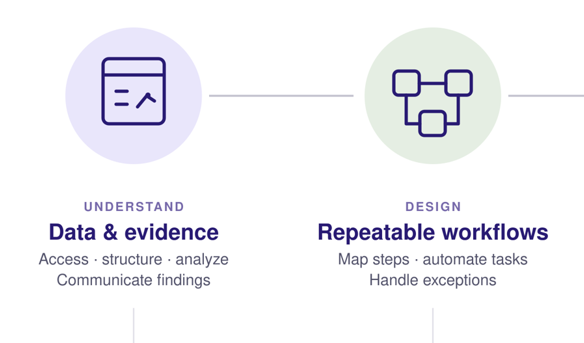 UNDERSTAND
Data & evidence
Access · structure · analyze
Communicate findings
DESIGN
Repeatable workflows
Map steps · automate tasks
Handle exceptions